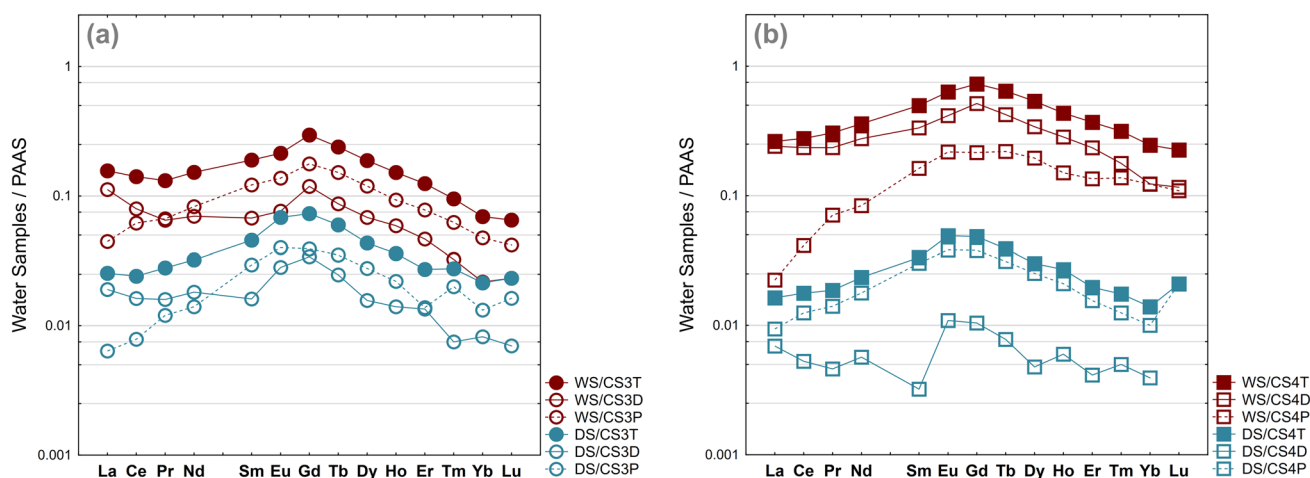 (a)
Water Samples / PAAS
1
0.1
0.01
0.001
La Ce Pr Nd Sm Eu Gd Tb Dy Ho Er Tm Yb Lu
WS/CS3T
WS/CS3D
WS/CS3P
DS/CS3T
DS/CS3D
DS/CS3P
(b)
Water Samples / PAAS
1
0.1
0.01
0.001
La Ce Pr Nd Sm Eu Gd Tb Dy Ho Er Tm Yb Lu
WS/CS4T
WS/CS4D
WS/CS4P
DS/CS4T
DS/CS4D
DS/CS4P